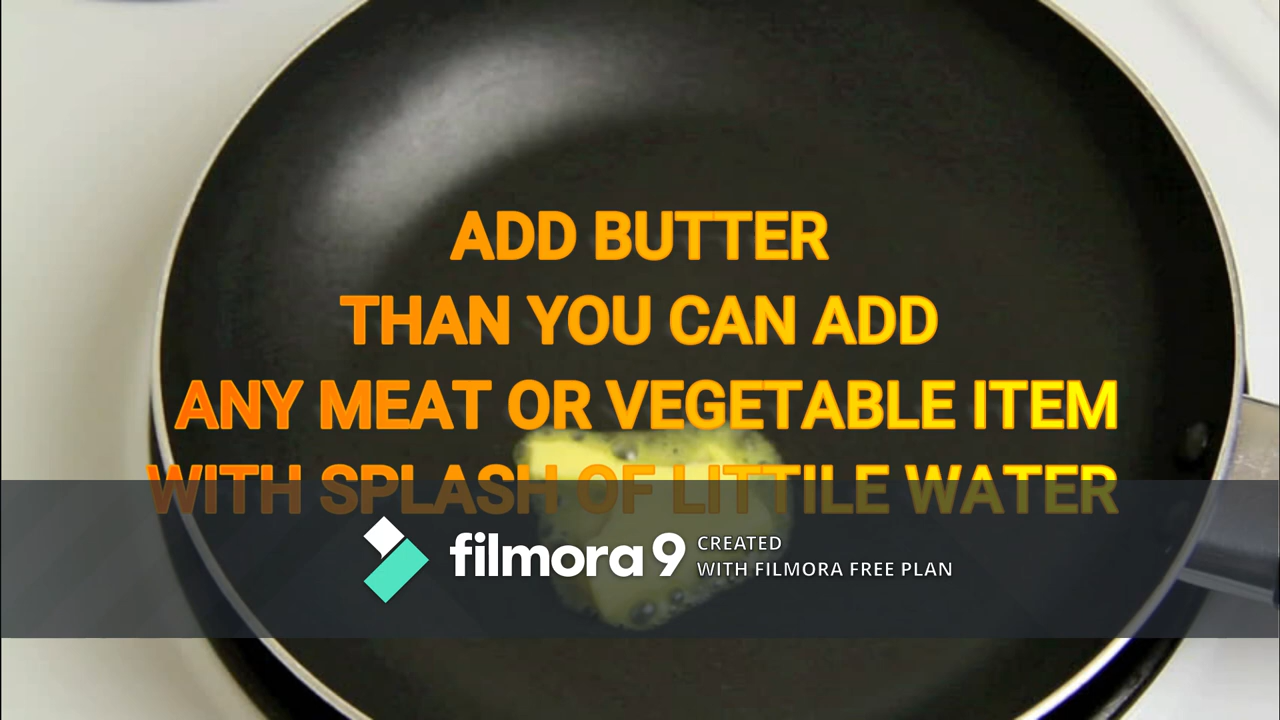 ADD BUTTER
THAN YOU CAN ADD
ANY MEAT OR VEGETABLE ITEM
WITH SPLASH OF LITTILE WATER
filmora 9 CREATED
WITH FILMORA FREE PLAN